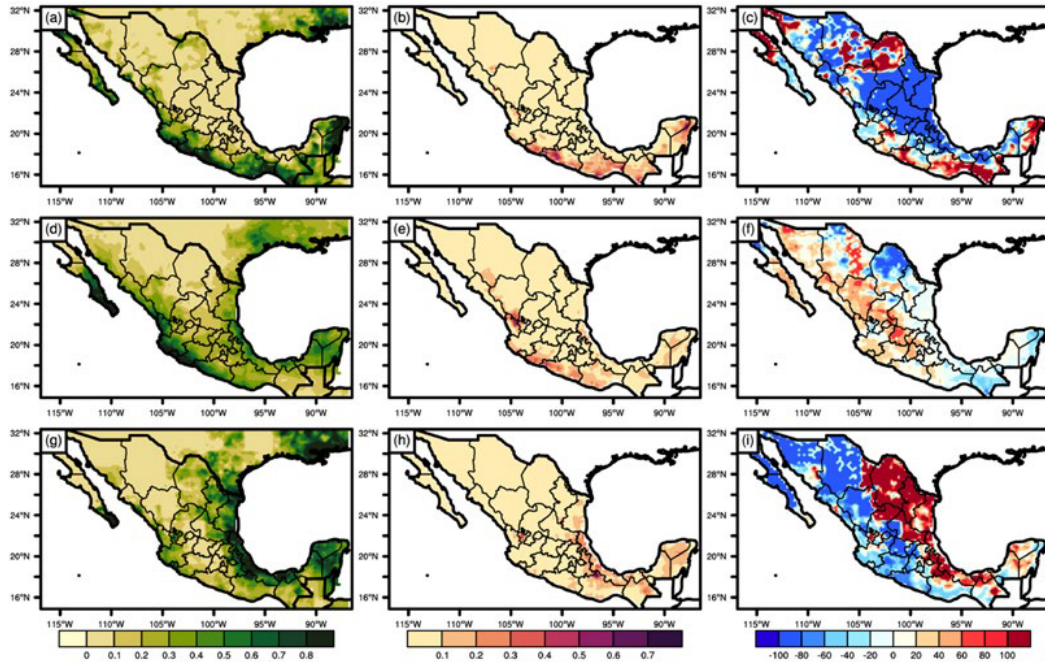 (a) (b) (c)
32°N 32°N 32°N
28°N 28°N 28°N
24°N 24°N 24°N
20°N 20°N 20°N
16°N 16°N 16°N
115°W 110°W 105°W 100°W 95°W 90°W 115°W 110°W 105°W 100°W 95°W 90°W 115°W 110°W 105°W 100°W 95°W 90°W
(d) (e) (f)
32°N 32°N 32°N
28°N 28°N 28°N
24°N 24°N 24°N
20°N 20°N 20°N
16°N 16°N 16°N
115°W 110°W 105°W 100°W 95°W 90°W 115°W 110°W 105°W 100°W 95°W 90°W 115°W 110°W 105°W 100°W 95°W 90°W
(g) (h) (i)
32°N 32°N 32°N
28°N 28°N 28°N
24°N 24°N 24°N
20°N 20°N 20°N
16°N 16°N 16°N
115°W 110°W 105°W 100°W 95°W 90°W 115°W 110°W 105°W 100°W 95°W 90°W 115°W 110°W 105°W 100°W 95°W 90°W
0 0.1 0.2 0.3 0.4 0.5 0.6 0.7 0.8 0.1 0.2 0.3 0.4 0.5 0.6 0.7 -100 -80 -60 -40 -20 0 20 40 60 80 100